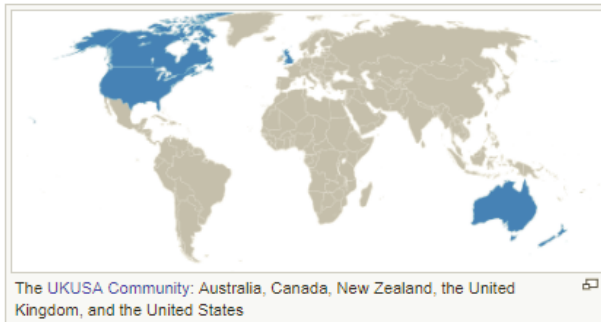 The UKUSA Community: Australia, Canada, New Zealand, the United
Kingdom, and the United States